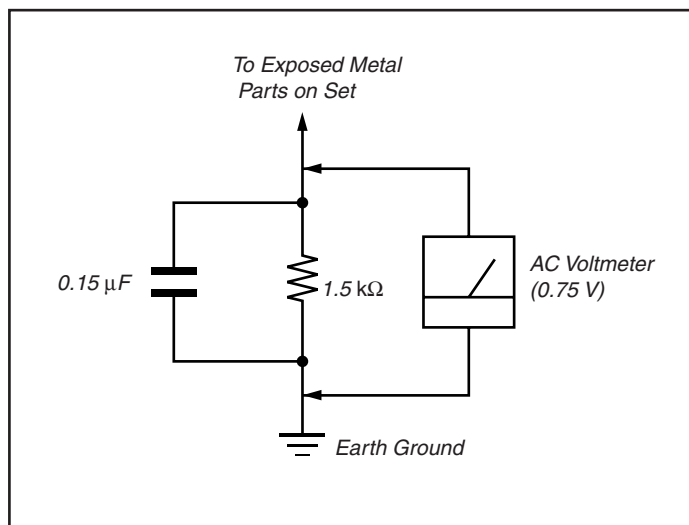 To Exposed Metal
Parts on Set
0.15 μF
1.5 kΩ
AC Voltmeter
(0.75 V)
Earth Ground